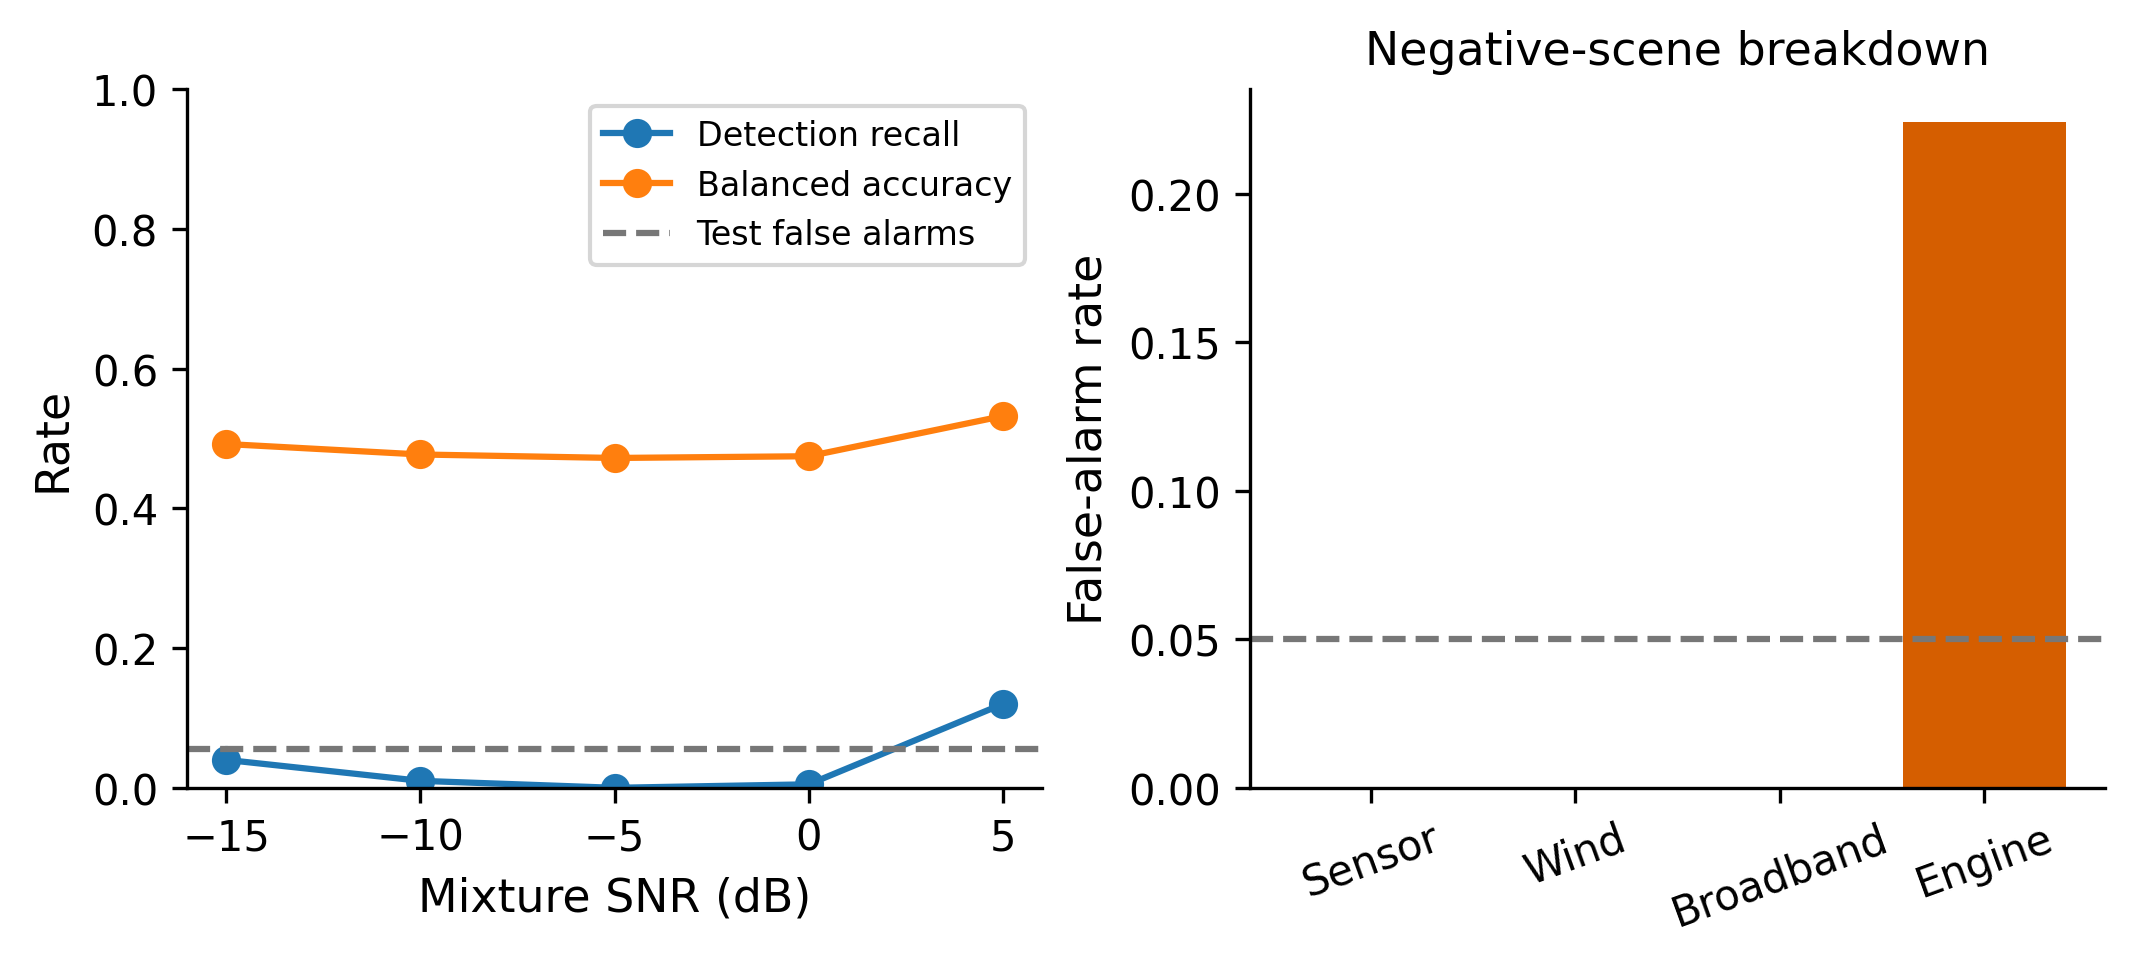 1.0
0.8
0.6
0.4
0.2
0.0
Rate
Detection recall
Balanced accuracy
Test false alarms
−15
−10
−5
0
5
Mixture SNR (dB)
Negative-scene breakdown
0.20
0.15
0.10
0.05
0.00
False-alarm rate
Sensor
Wind
Broadband
Engine